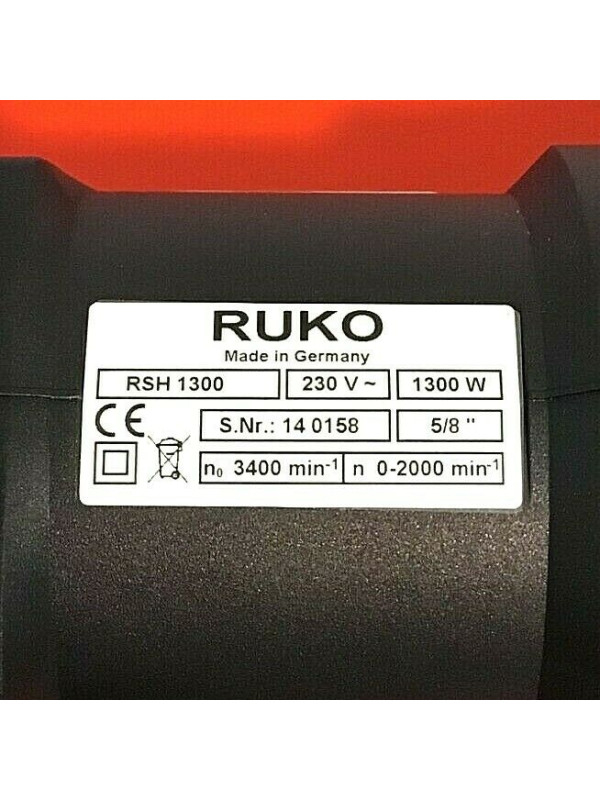 RUKO
Made in Germany
RSH 1300 230 V ~ 1300 W
CE S.Nr.: 14 0158 5/8 "
n₀ 3400 min⁻¹ n 0-2000 min⁻¹